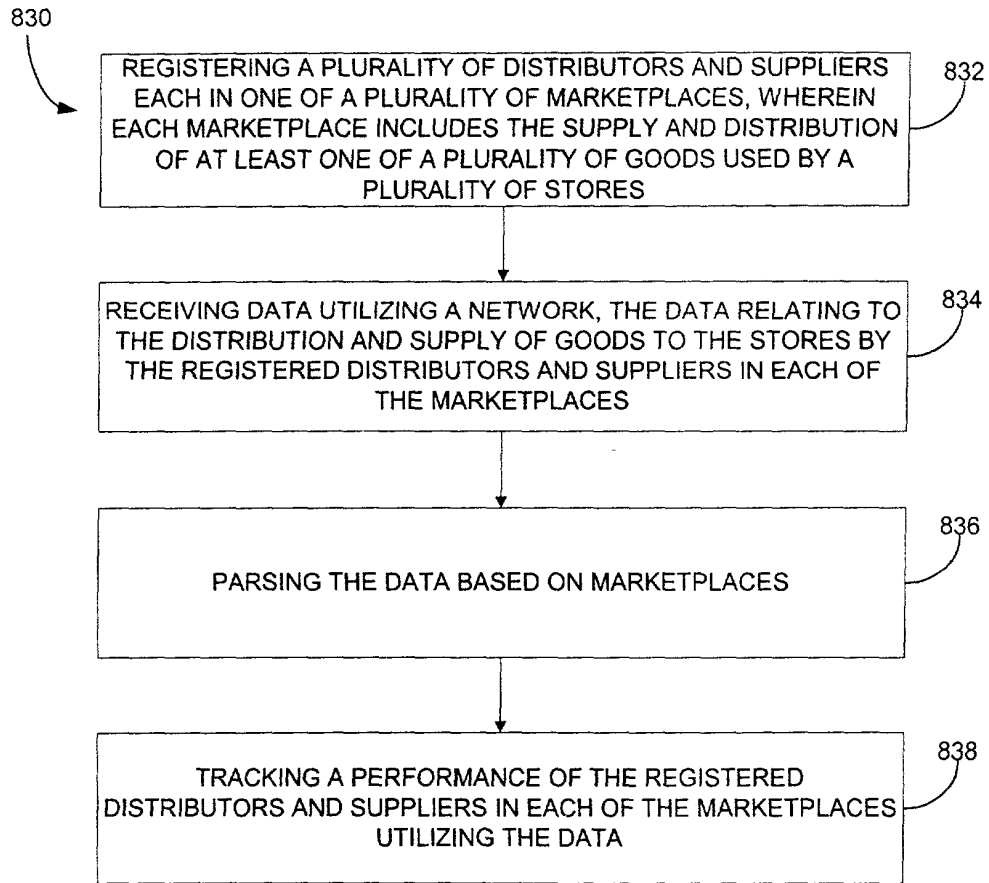 830
REGISTERING A PLURALITY OF DISTRIBUTORS AND SUPPLIERS
EACH IN ONE OF A PLURALITY OF MARKETPLACES, WHEREIN
EACH MARKETPLACE INCLUDES THE SUPPLY AND DISTRIBUTION
OF AT LEAST ONE OF A PLURALITY OF GOODS USED BY A
PLURALITY OF STORES
832
RECEIVING DATA UTILIZING A NETWORK, THE DATA RELATING TO
THE DISTRIBUTION AND SUPPLY OF GOODS TO THE STORES BY
THE REGISTERED DISTRIBUTORS AND SUPPLIERS IN EACH OF
THE MARKETPLACES
834
PARSING THE DATA BASED ON MARKETPLACES
836
TRACKING A PERFORMANCE OF THE REGISTERED
DISTRIBUTORS AND SUPPLIERS IN EACH OF THE MARKETPLACES
UTILIZING THE DATA
838